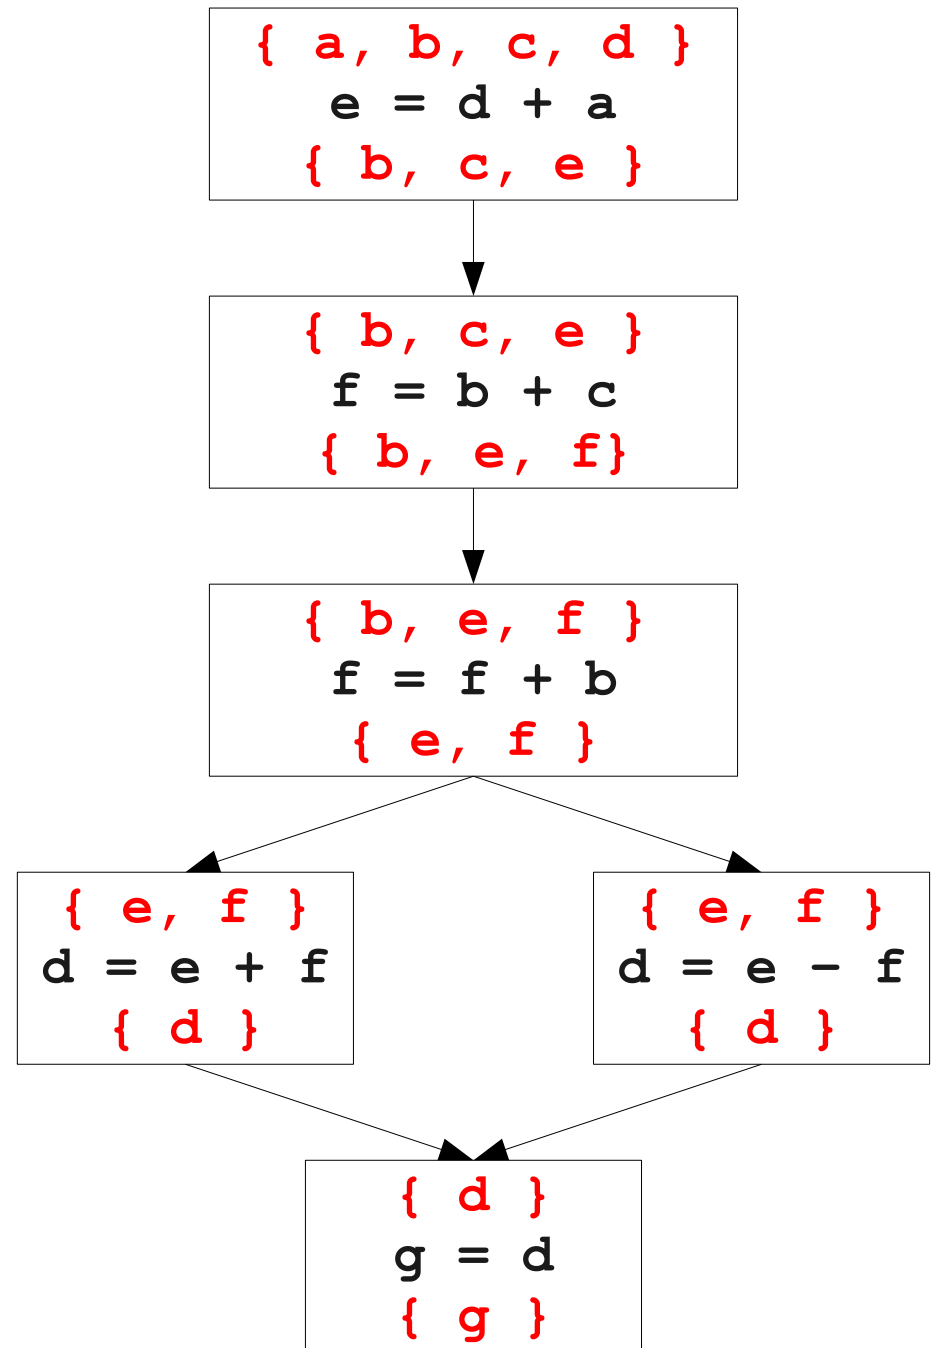 { a, b, c, d }
e = d + a
{ b, c, e }
{ b, c, e }
f = b + c
{ b, e, f}
{ b, e, f }
f = f + b
{ e, f }
{ e, f }
d = e + f
{ d }
{ e, f }
d = e - f
{ d }
{ d }
g = d
{ g }